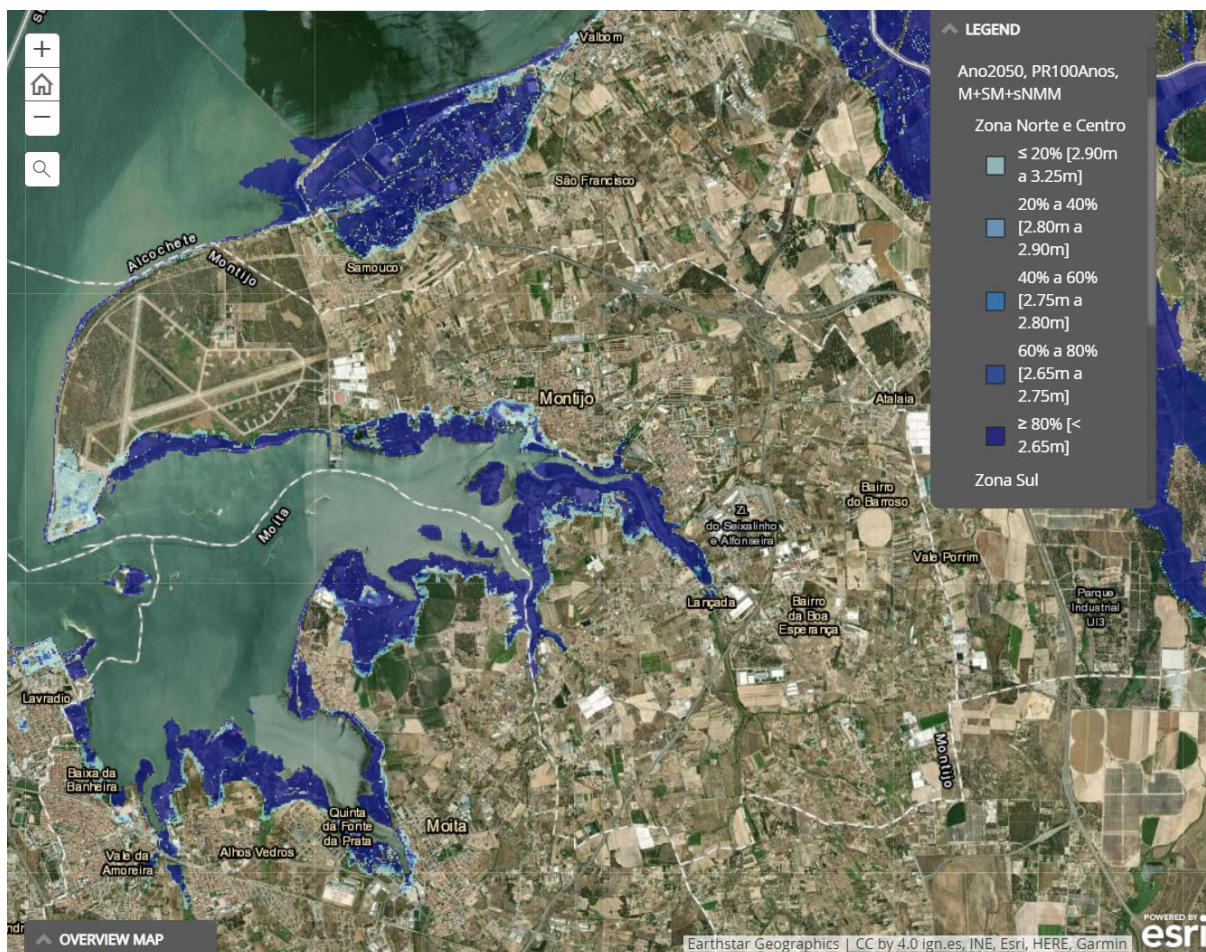 +
−
LEGEND
Ano2050, PR100Anos,
M+SM+sNMM
Zona Norte e Centro
≤ 20% [2.90m
a 3.25m]
20% a 40%
[2.80m a
2.90m]
40% a 60%
[2.75m a
2.80m]
60% a 80%
[2.65m a
2.75m]
≥ 80% [<
2.65m]
Zona Sul
Valbom
São Francisco
Alcochete
Montijo
Samouco
Montijo
Atalaia
Bairro
do Barroso
Moita
ZI.
do Seixalinho
e Alfonseira
Vale Porrim
Lançada
Bairro
da Boa
Esperança
Parque
Industrial
UI3
Lavradio
Montijo
Baixa da
Banheira
Quinta
da Fonte
da Prata
Moita
Vale da
Amoreira
Alhos Vedros
OVERVIEW MAP
Earthstar Geographics | CC by 4.0 ign.es, INE, Esri, HERE, Garmin
POWERED BY
esri